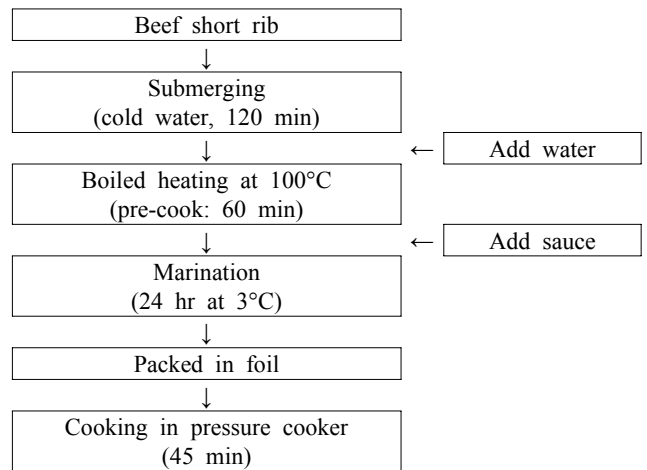 Beef short rib
↓
Submerging
(cold water, 120 min)
↓
← Add water
Boiled heating at 100°C
(pre-cook: 60 min)
↓
← Add sauce
Marination
(24 hr at 3°C)
↓
Packed in foil
↓
Cooking in pressure cooker
(45 min)